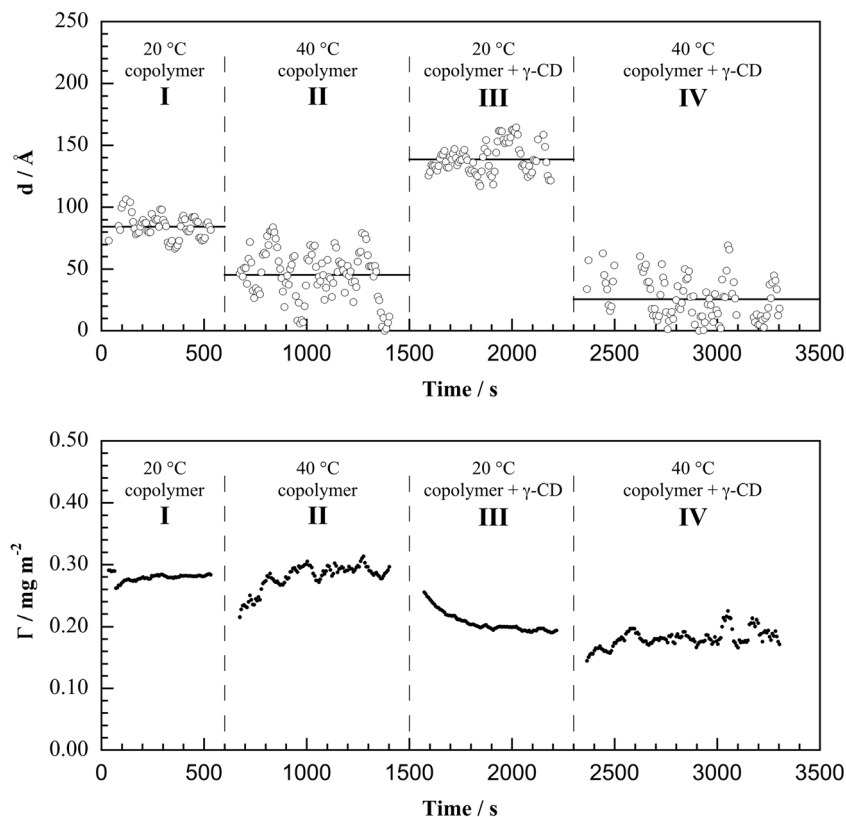 250
200
150
100
50
0
d / Å
20 °C
copolymer
I
40 °C
copolymer
II
20 °C
copolymer + γ-CD
III
40 °C
copolymer + γ-CD
IV
0 500 1000 1500 2000 2500 3000 3500
Time / s
0.50
0.40
0.30
0.20
0.10
0.00
Γ / mg m⁻²
20 °C
copolymer
I
40 °C
copolymer
II
20 °C
copolymer + γ-CD
III
40 °C
copolymer + γ-CD
IV
0 500 1000 1500 2000 2500 3000 3500
Time / s